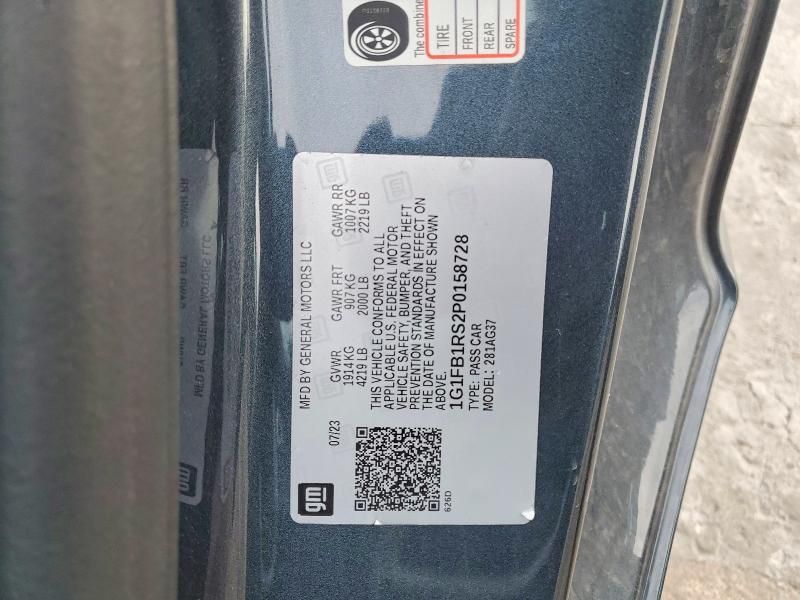 The combine
TIRE
FRONT
REAR
SPARE
P0158728
MFD BY GENERAL MOTORS LLC
07/23
GVWR GAWR FRT GAWR RR
1914 KG 907 KG 1007 KG
4219 LB 2000 LB 2219 LB
THIS VEHICLE CONFORMS TO ALL
APPLICABLE U.S. FEDERAL MOTOR
VEHICLE SAFETY, BUMPER, AND THEFT
PREVENTION STANDARDS IN EFFECT ON
THE DATE OF MANUFACTURE SHOWN
ABOVE.
1G1FB1RS2P0158728
TYPE: PASS CAR
MODEL: 281AG37
gm
626D